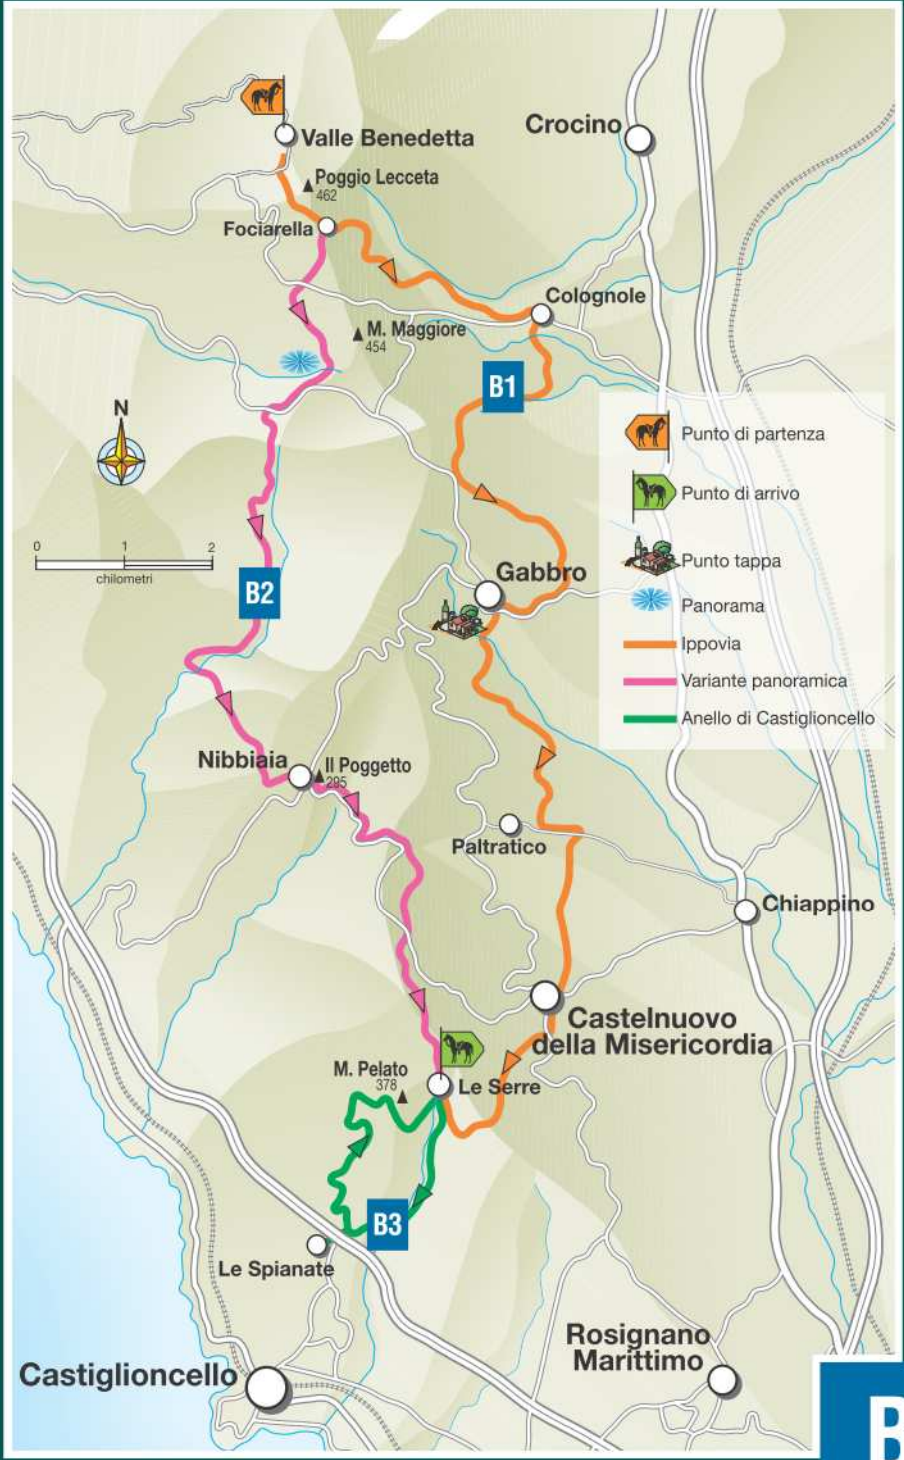 Valle Benedetta
Crocino
Poggio Lecceta
462
Fociarella
Colognole
M. Maggiore
454
B1
N
Punto di partenza
Punto di arrivo
0 1 2
chilometri
Punto tappa
Gabbro
B2
Panorama
Ippovia
Variante panoramica
Anello di Castiglioncello
Nibbiaia
Il Poggetto
295
Paltratico
Chiappino
Castelnuovo
della Misericordia
M. Pelato
378
Le Serre
B3
Le Spianate
Rosignano
Marittimo
Castiglioncello
B